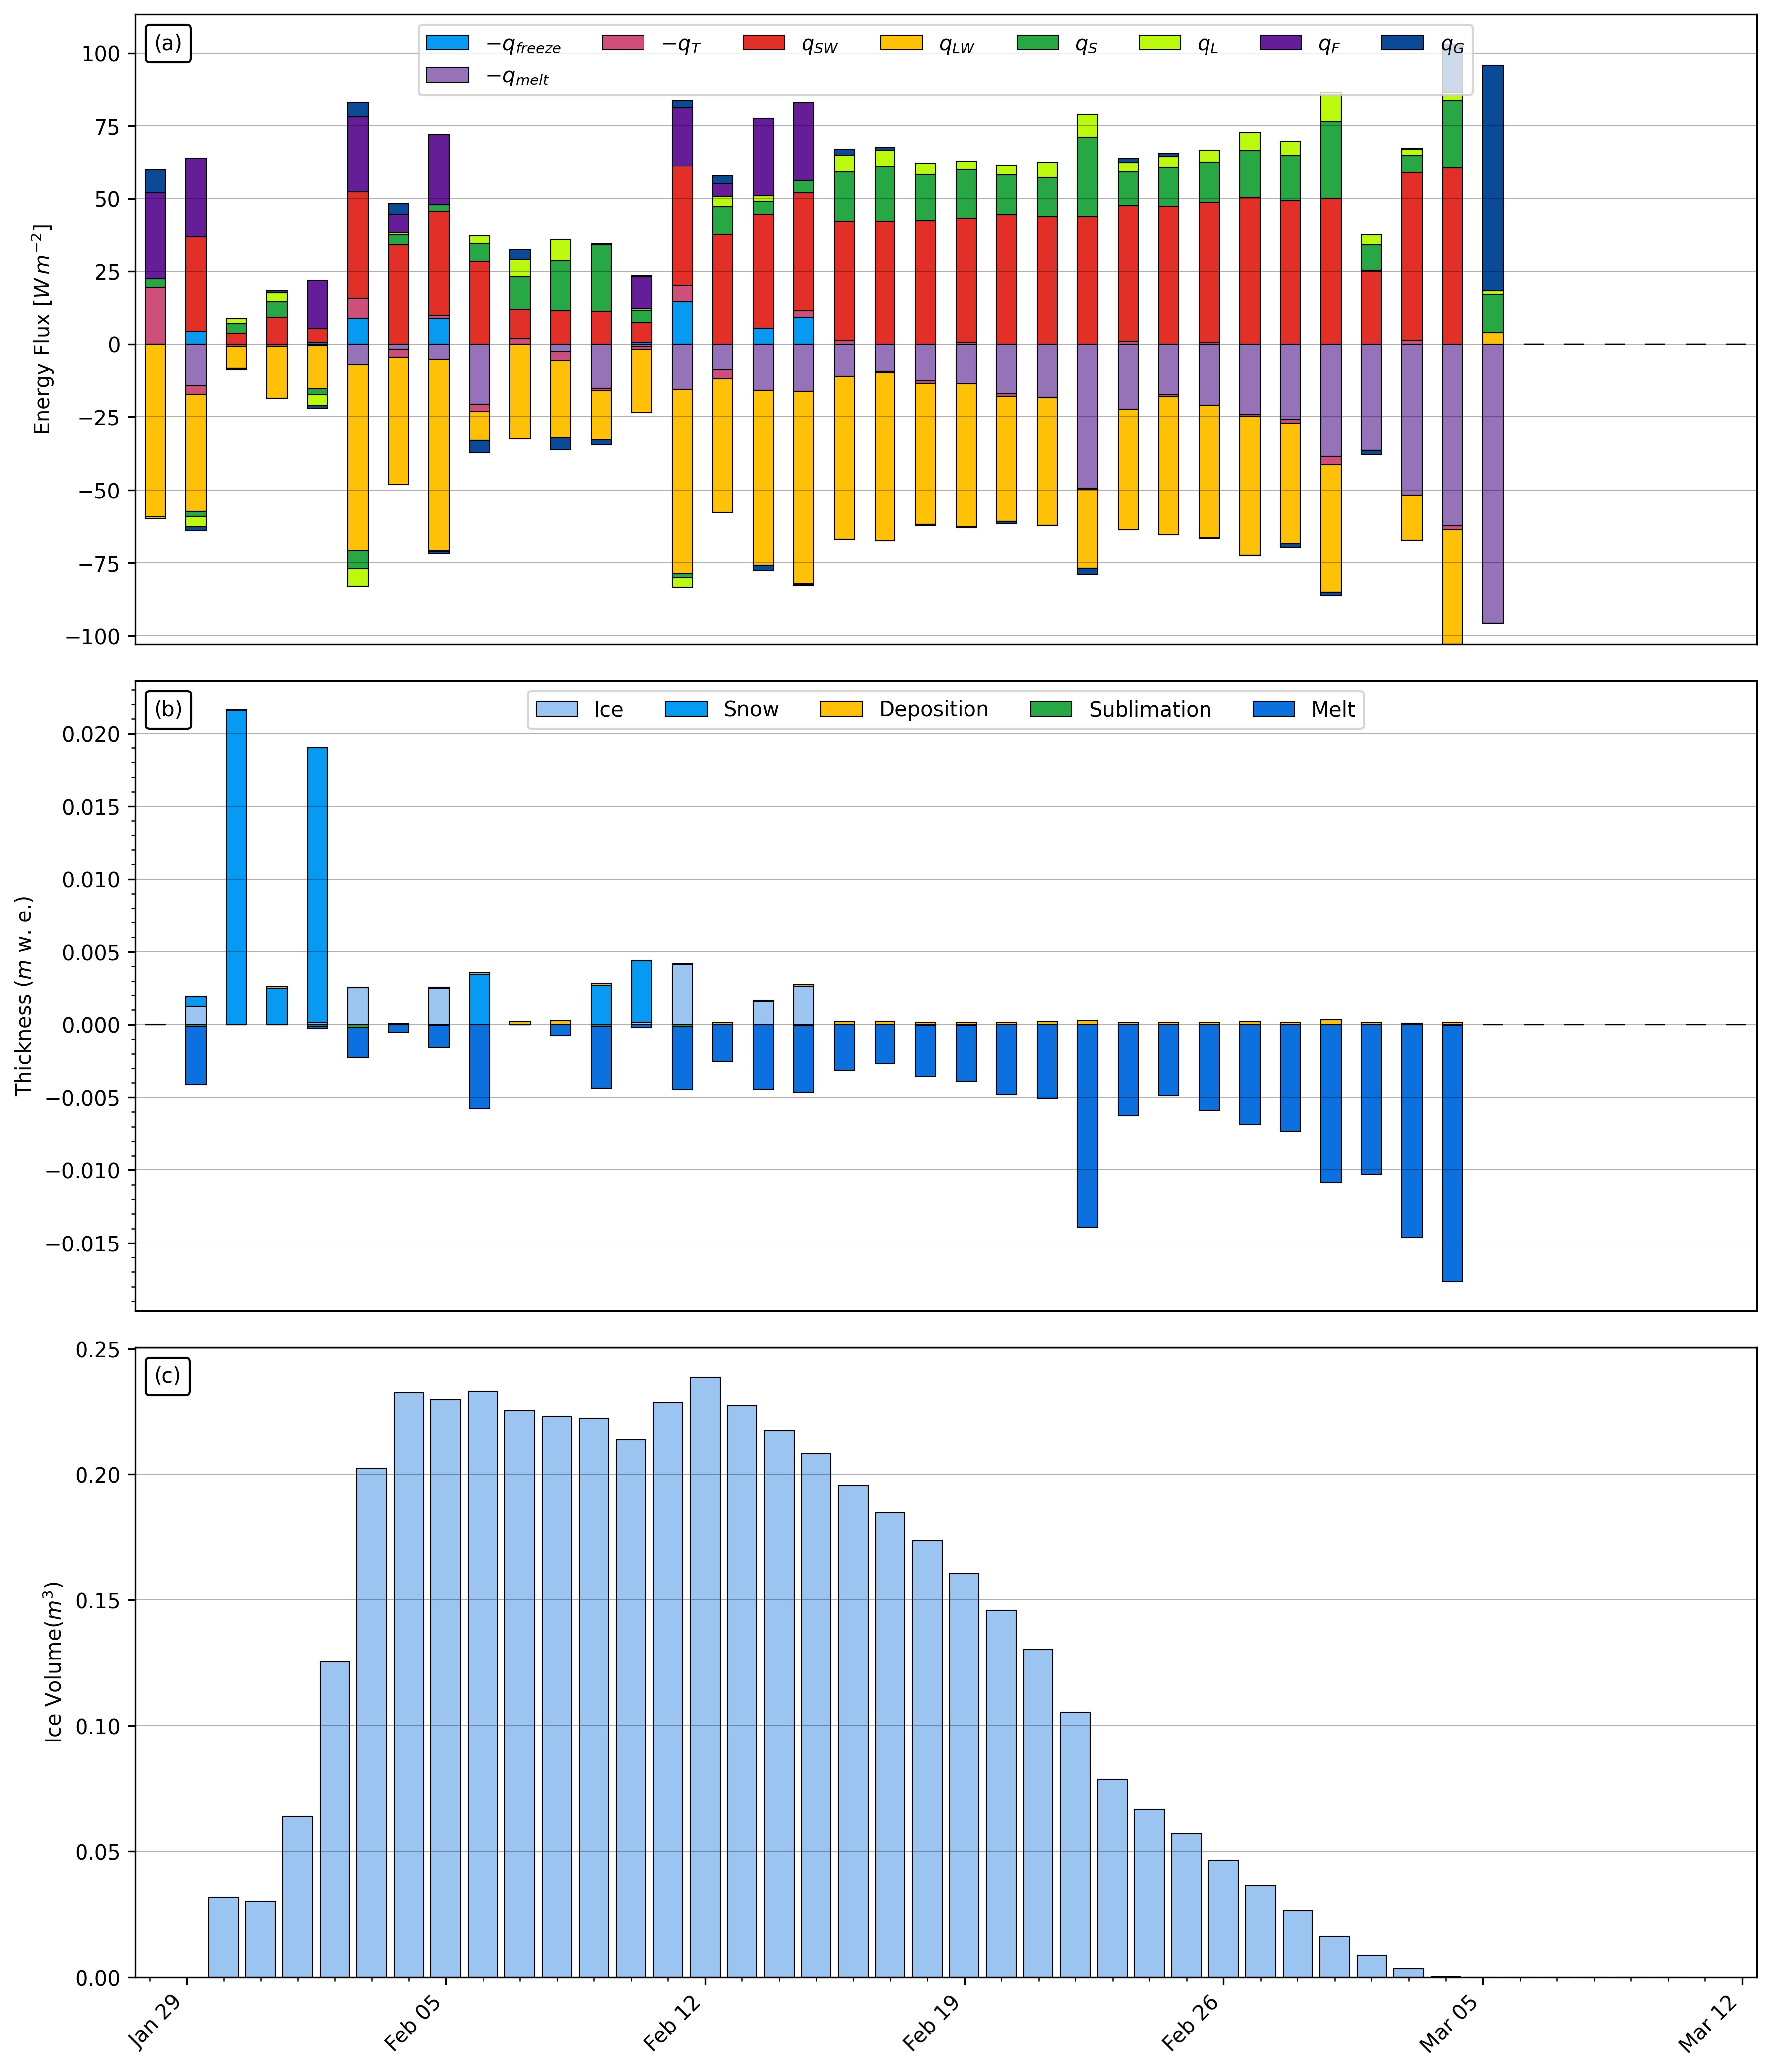 (a)
−q_freeze −q_T q_SW q_LW q_S q_L q_F q_G
−q_melt
Energy Flux [W m⁻²]
100
75
50
25
0
−25
−50
−75
−100
(b)
Ice Snow Deposition Sublimation Melt
Thickness (m w. e.)
0.020
0.015
0.010
0.005
0.000
−0.005
−0.010
−0.015
(c)
Ice Volume(m³)
0.25
0.20
0.15
0.10
0.05
0.00
Jan 29 Feb 05 Feb 12 Feb 19 Feb 26 Mar 05 Mar 12